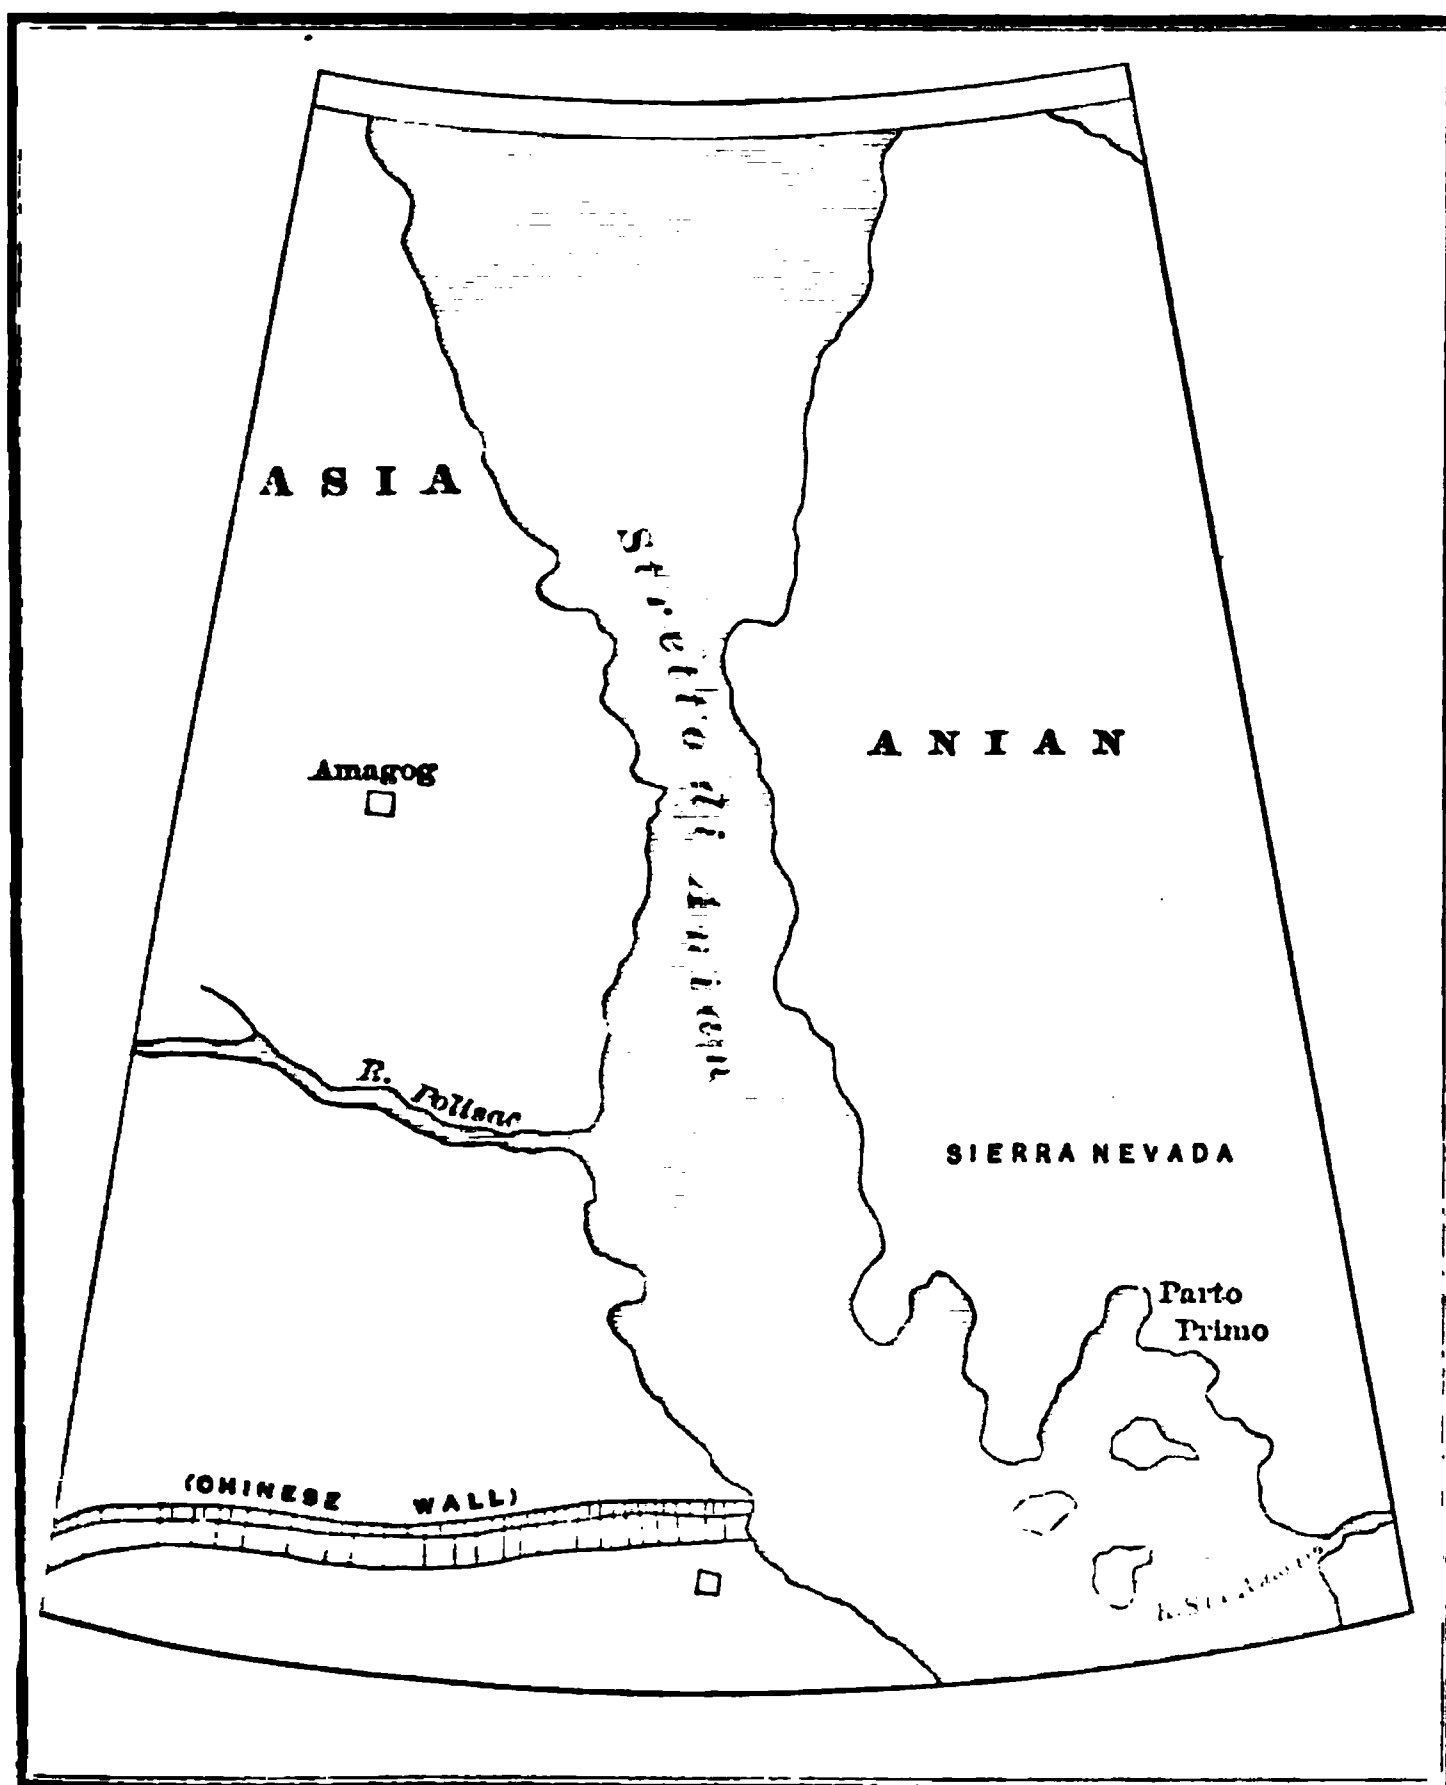 ASIA
Stretto di Anian
ANIAN
Amagog
R. Polisac
SIERRA NEVADA
Parto
Primo
(CHINESE WALL)
R.